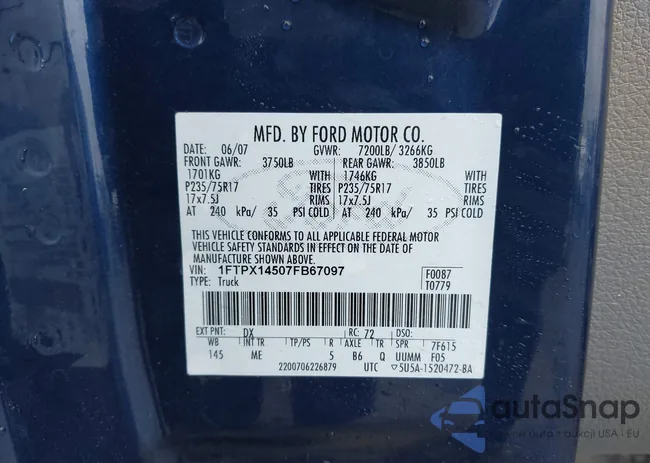 MFD. BY FORD MOTOR CO.
DATE: 06/07 GVWR: 7200LB/ 3266KG
FRONT GAWR: 3750LB REAR GAWR: 3850LB
1701KG WITH 1746KG WITH
P235/75R17 TIRES P235/75R17 TIRES
17x7.5J RIMS 17x7.5J RIMS
AT 240 kPa/ 35 PSI COLD AT 240 kPa/ 35 PSI COLD
THIS VEHICLE CONFORMS TO ALL APPLICABLE FEDERAL MOTOR
VEHICLE SAFETY STANDARDS IN EFFECT ON THE DATE OF
MANUFACTURE SHOWN ABOVE.
VIN: 1FTPX14507FB67097 F0087
TYPE: Truck T0779
EXT PNT: DX RC: 72 DSO:
WB INT TR TP/PS R AXLE TR SPR 7F615
145 ME 5 B6 Q UUMM F05
2200706226879 UTC ▽5U5A-1520472-BA
autoSnap
aukcji USA - EU